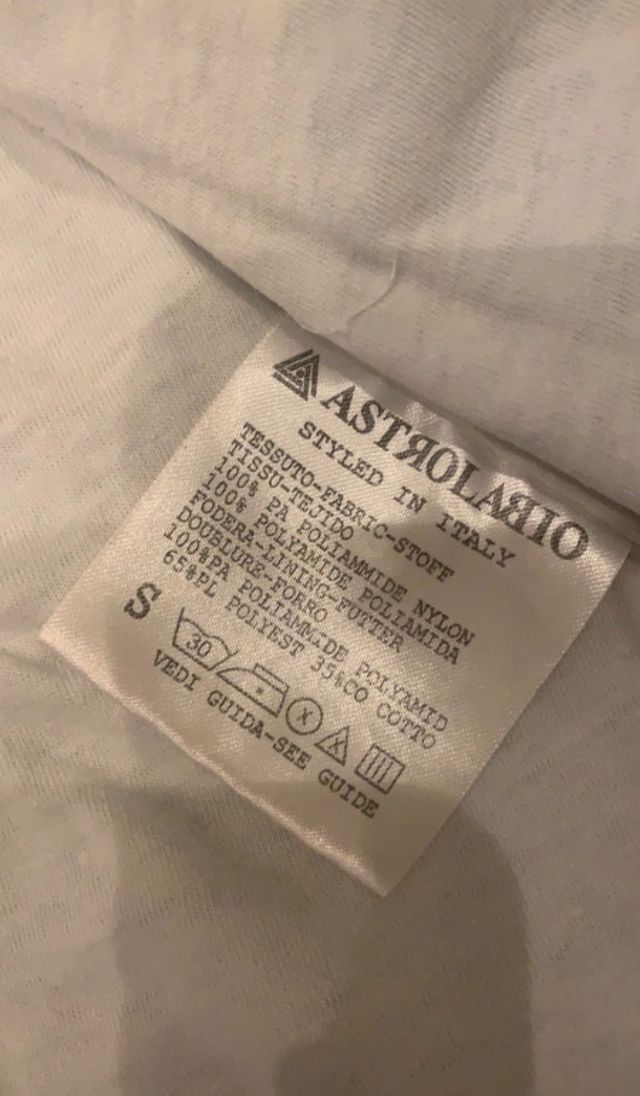 ASTROLABIO
STYLED IN ITALY
TESSUTO-FABRIC-STOFF
TISSU-TEJIDO
100% PA POLIAMMIDE NYLON
100% POLYAMIDE POLIAMIDA
FODERA-LINING-FUTTER
DOUBLURE-FORRO
100%PA POLIAMMIDE POLYAMID
65%PL POLYEST 35%CO COTTO
S
30
VEDI GUIDA-SEE GUIDE